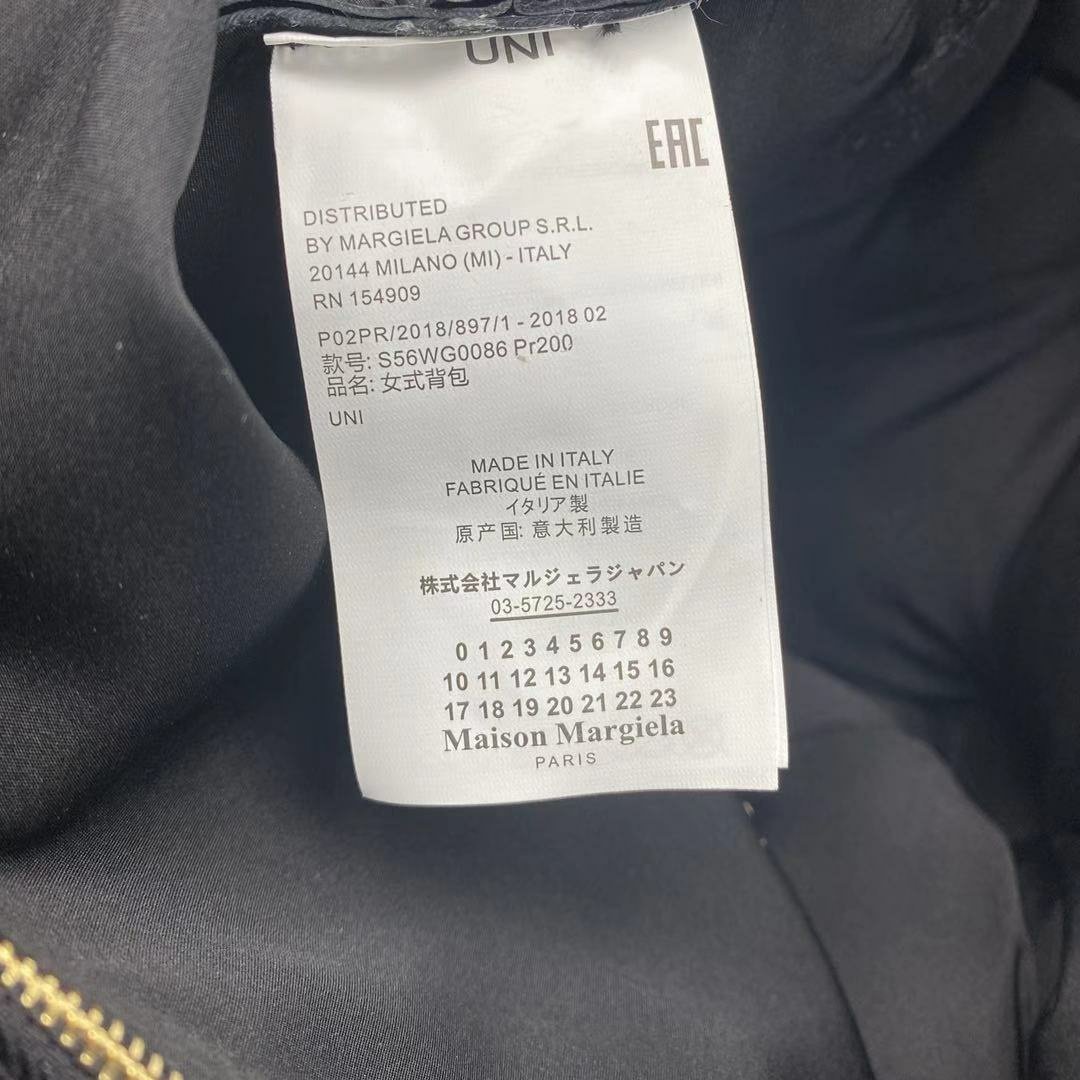 UNI
EAC
DISTRIBUTED
BY MARGIELA GROUP S.R.L.
20144 MILANO (MI) - ITALY
RN 154909
P02PR/2018/897/1 - 2018 02
款号: S56WG0086 Pr200
品名: 女式背包
UNI
MADE IN ITALY
FABRIQUÉ EN ITALIE
イタリア製
原产国: 意大利製造
株式会社マルジェラジャパン
03-5725-2333
0 1 2 3 4 5 6 7 8 9
10 11 12 13 14 15 16
17 18 19 20 21 22 23
Maison Margiela
PARIS